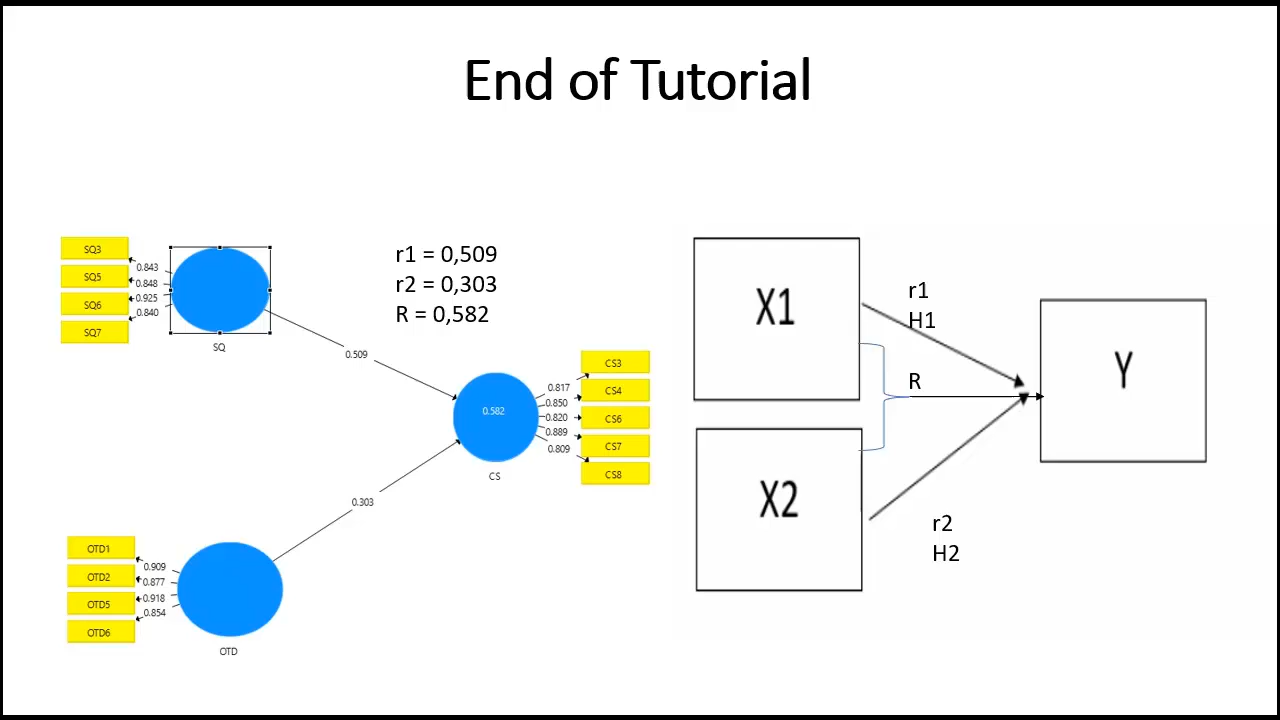 End of Tutorial
SQ3
SQ5
SQ6
SQ7
0.843
0.848
0.925
0.840
SQ
r1 = 0,509
r2 = 0,303
R = 0,582
0.509
0.582
CS
0.817
0.850
0.820
0.889
0.809
CS3
CS4
CS6
CS7
CS8
0.303
OTD1
OTD2
OTD5
OTD6
0.909
0.877
0.918
0.854
OTD
X1
r1
H1
R
Y
X2
r2
H2